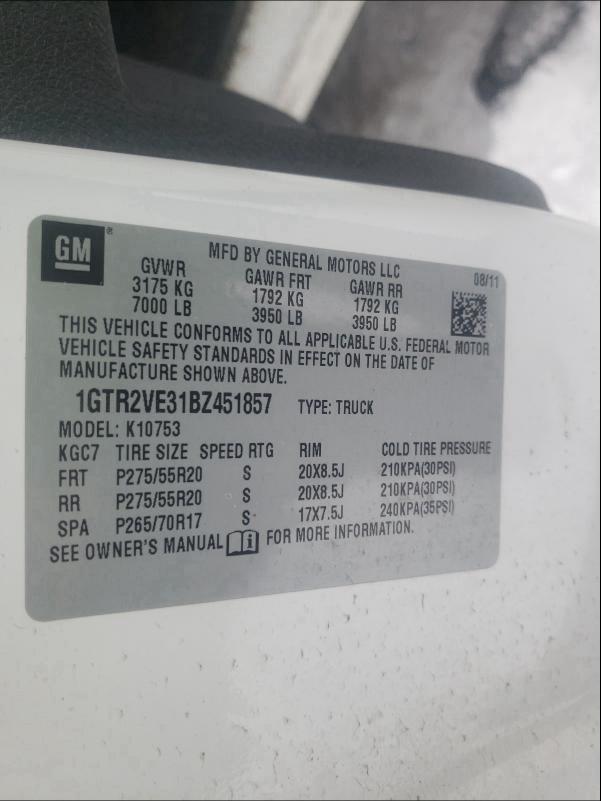 GM ®
MFD BY GENERAL MOTORS LLC
08/11
GVWR GAWR FRT GAWR RR
3175 KG 1792 KG 1792 KG
7000 LB 3950 LB 3950 LB
THIS VEHICLE CONFORMS TO ALL APPLICABLE U.S. FEDERAL MOTOR
VEHICLE SAFETY STANDARDS IN EFFECT ON THE DATE OF
MANUFACTURE SHOWN ABOVE.
1GTR2VE31BZ451857 TYPE: TRUCK
MODEL: K10753
KGC7 TIRE SIZE SPEED RTG RIM COLD TIRE PRESSURE
FRT P275/55R20 S 20X8.5J 210KPA(30PSI)
RR P275/55R20 S 20X8.5J 210KPA(30PSI)
SPA P265/70R17 S 17X7.5J 240KPA(35PSI)
SEE OWNER'S MANUAL FOR MORE INFORMATION.